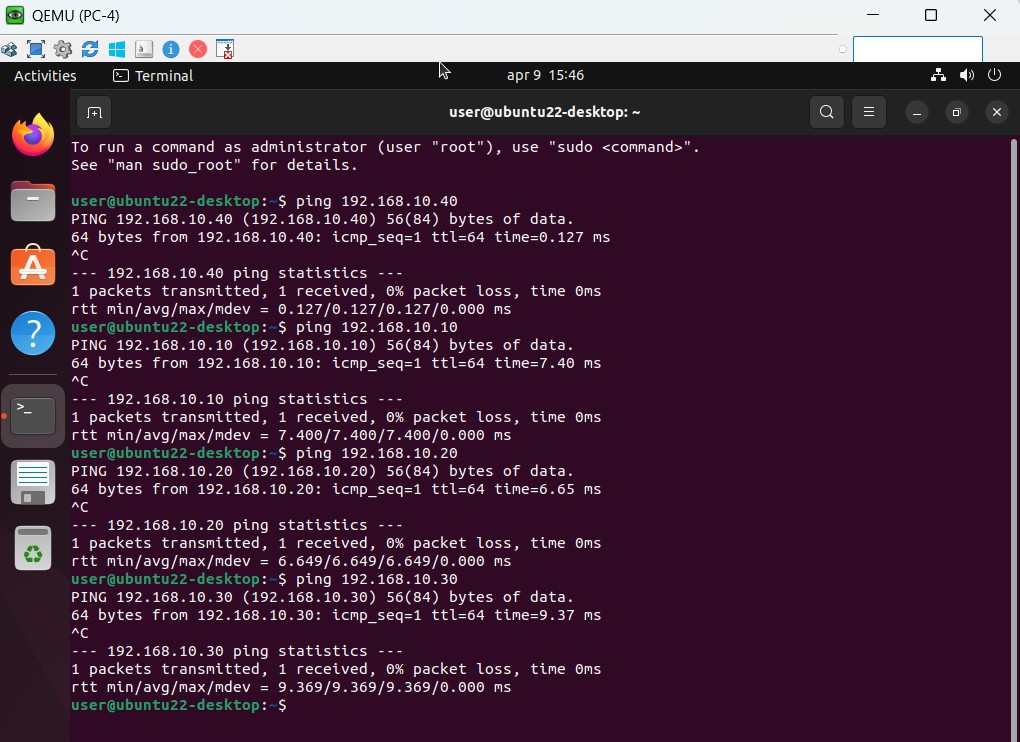 QEMU (PC-4)
Activities
Terminal
apr 9 15:46
user@ubuntu22-desktop: ~
To run a command as administrator (user "root"), use "sudo <command>".
See "man sudo_root" for details.
user@ubuntu22-desktop:~$ ping 192.168.10.40
PING 192.168.10.40 (192.168.10.40) 56(84) bytes of data.
64 bytes from 192.168.10.40: icmp_seq=1 ttl=64 time=0.127 ms
^C
--- 192.168.10.40 ping statistics ---
1 packets transmitted, 1 received, 0% packet loss, time 0ms
rtt min/avg/max/mdev = 0.127/0.127/0.127/0.000 ms
user@ubuntu22-desktop:~$ ping 192.168.10.10
PING 192.168.10.10 (192.168.10.10) 56(84) bytes of data.
64 bytes from 192.168.10.10: icmp_seq=1 ttl=64 time=7.40 ms
^C
--- 192.168.10.10 ping statistics ---
1 packets transmitted, 1 received, 0% packet loss, time 0ms
rtt min/avg/max/mdev = 7.400/7.400/7.400/0.000 ms
user@ubuntu22-desktop:~$ ping 192.168.10.20
PING 192.168.10.20 (192.168.10.20) 56(84) bytes of data.
64 bytes from 192.168.10.20: icmp_seq=1 ttl=64 time=6.65 ms
^C
--- 192.168.10.20 ping statistics ---
1 packets transmitted, 1 received, 0% packet loss, time 0ms
rtt min/avg/max/mdev = 6.649/6.649/6.649/0.000 ms
user@ubuntu22-desktop:~$ ping 192.168.10.30
PING 192.168.10.30 (192.168.10.30) 56(84) bytes of data.
64 bytes from 192.168.10.30: icmp_seq=1 ttl=64 time=9.37 ms
^C
--- 192.168.10.30 ping statistics ---
1 packets transmitted, 1 received, 0% packet loss, time 0ms
rtt min/avg/max/mdev = 9.369/9.369/9.369/0.000 ms
user@ubuntu22-desktop:~$